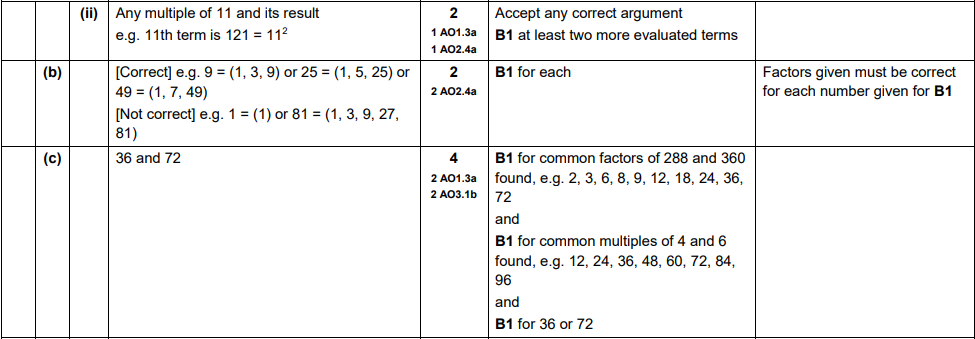 (ii) Any multiple of 11 and its result 2 Accept any correct argument
e.g. 11th term is 121 = 11² 1 AO1.3a B1 at least two more evaluated terms
1 AO2.4a
(b) [Correct] e.g. 9 = (1, 3, 9) or 25 = (1, 5, 25) or 2 B1 for each Factors given must be correct
49 = (1, 7, 49) 2 AO2.4a for each number given for B1
[Not correct] e.g. 1 = (1) or 81 = (1, 3, 9, 27,
81)
(c) 36 and 72 4 B1 for common factors of 288 and 360
2 AO1.3a found, e.g. 2, 3, 6, 8, 9, 12, 18, 24, 36,
2 AO3.1b 72
and
B1 for common multiples of 4 and 6
found, e.g. 12, 24, 36, 48, 60, 72, 84,
96
and
B1 for 36 or 72